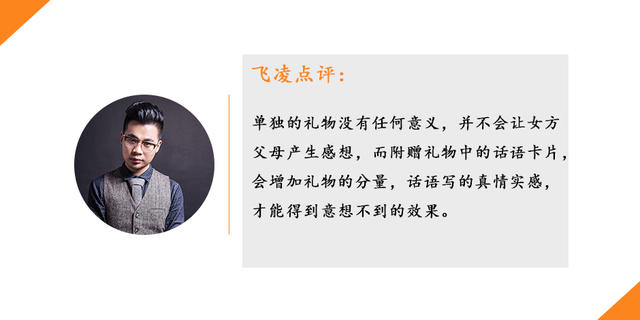 飞凌点评：
单独的礼物没有任何意义，并不会让女方
父母产生感想，而附赠礼物中的话语卡片，
会增加礼物的分量，话语写的真情实感，
才能得到意想不到的效果。